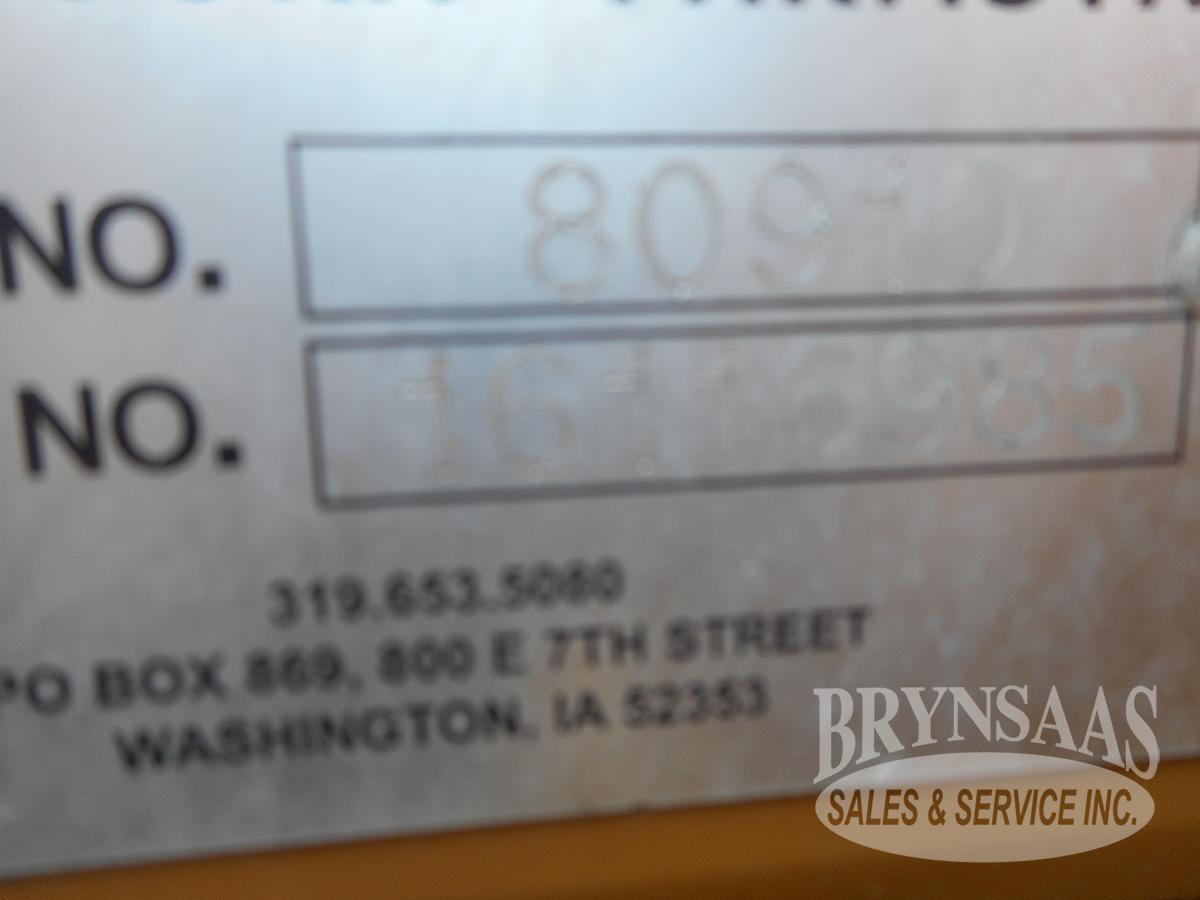 NO. 80910
NO. 16116985
319.653.5080
PO BOX 869, 800 E 7TH STREET
WASHINGTON, IA 52353
BRYNSAAS
SALES & SERVICE INC.